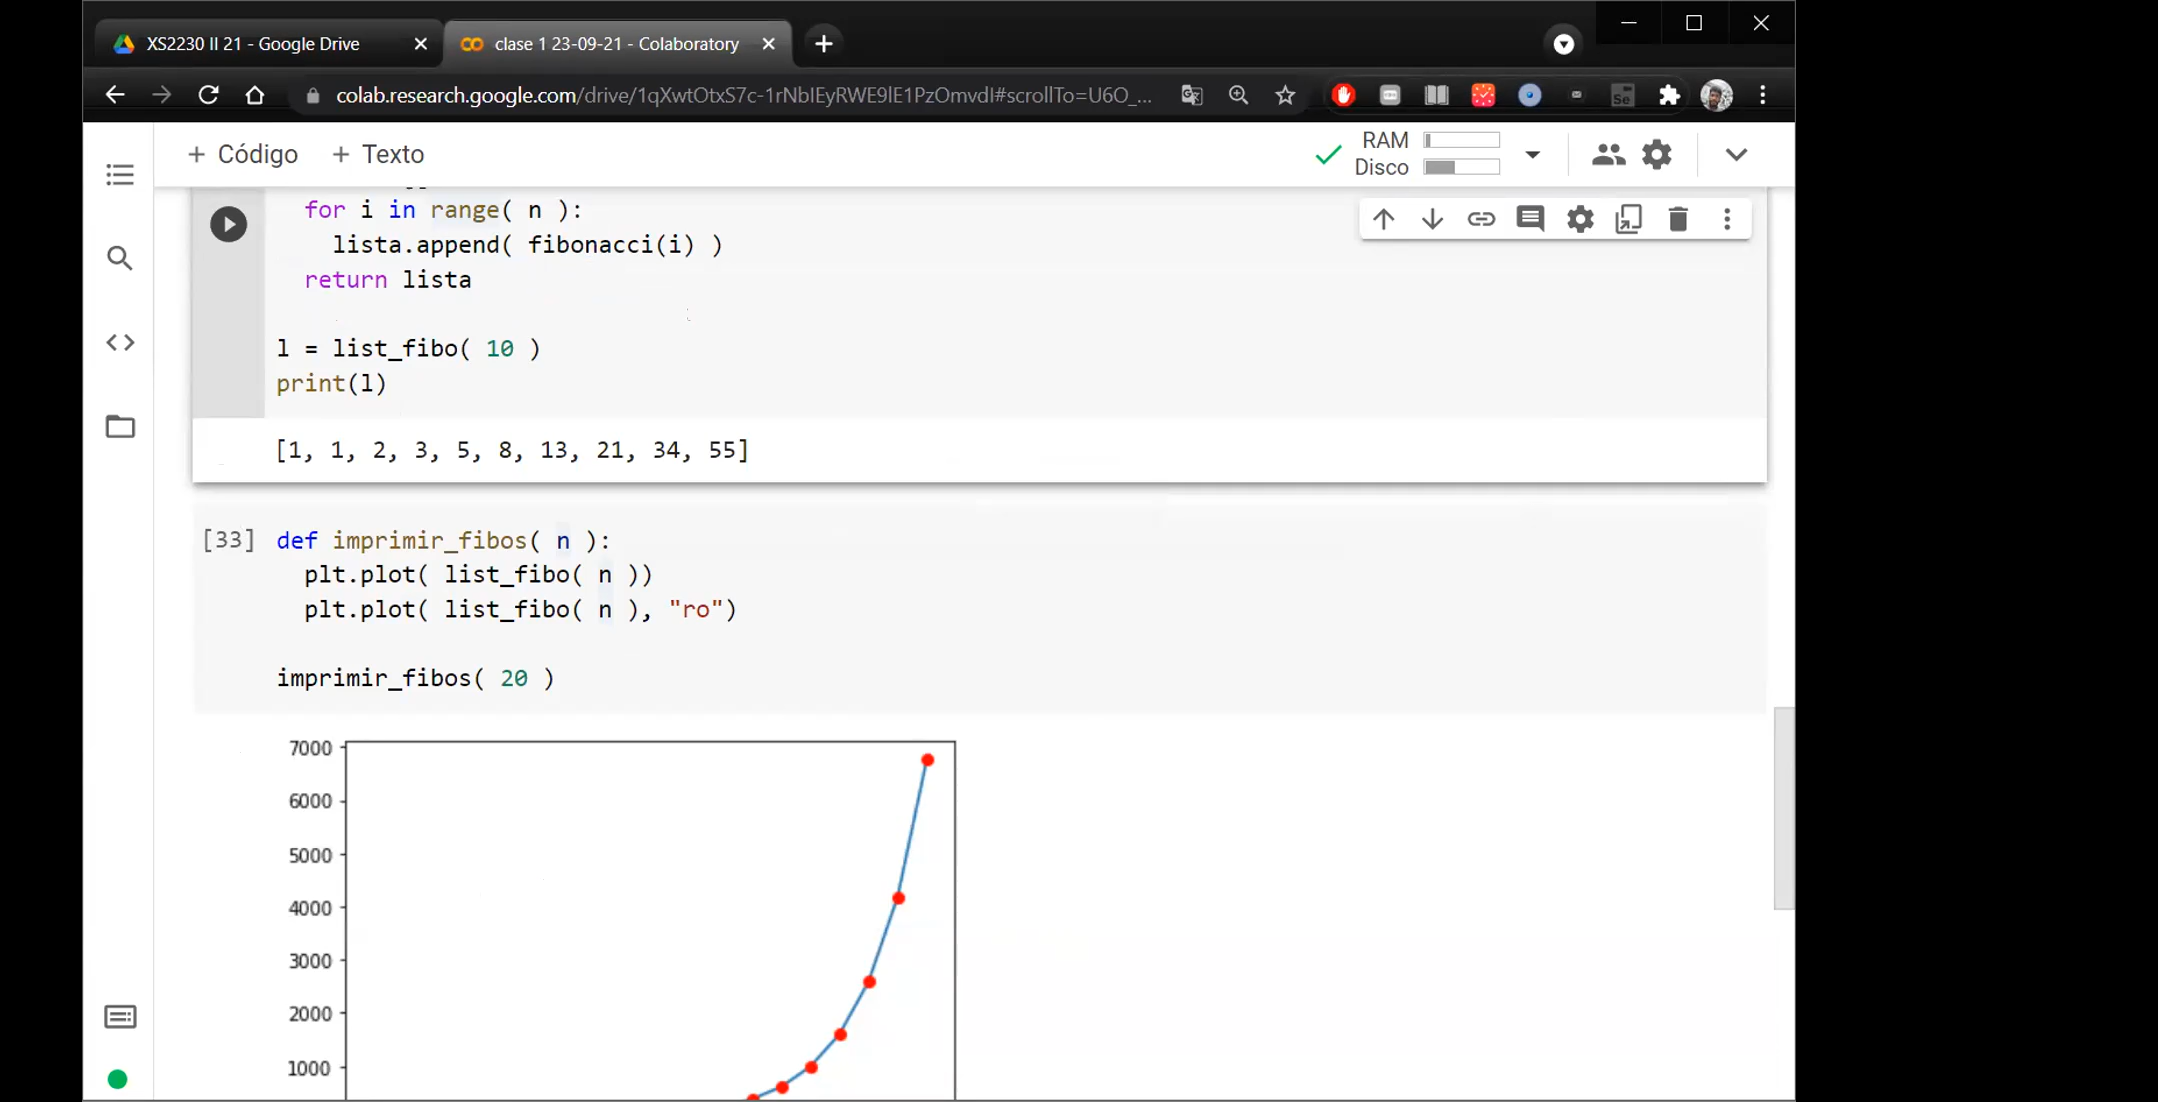 XS2230 II 21 - Google Drive
clase 1 23-09-21 - Colaboratory
colab.research.google.com/drive/1qXwtOtxS7c-1rNbIEyRWE9lE1PzOmvdI#scrollTo=U6O_...
+ Código + Texto
RAM
Disco
for i in range( n ):
lista.append( fibonacci(i) )
return lista
l = list_fibo( 10 )
print(l)
[1, 1, 2, 3, 5, 8, 13, 21, 34, 55]
[33] def imprimir_fibos( n ):
plt.plot( list_fibo( n ))
plt.plot( list_fibo( n ), "ro")
imprimir_fibos( 20 )
7000
6000
5000
4000
3000
2000
1000